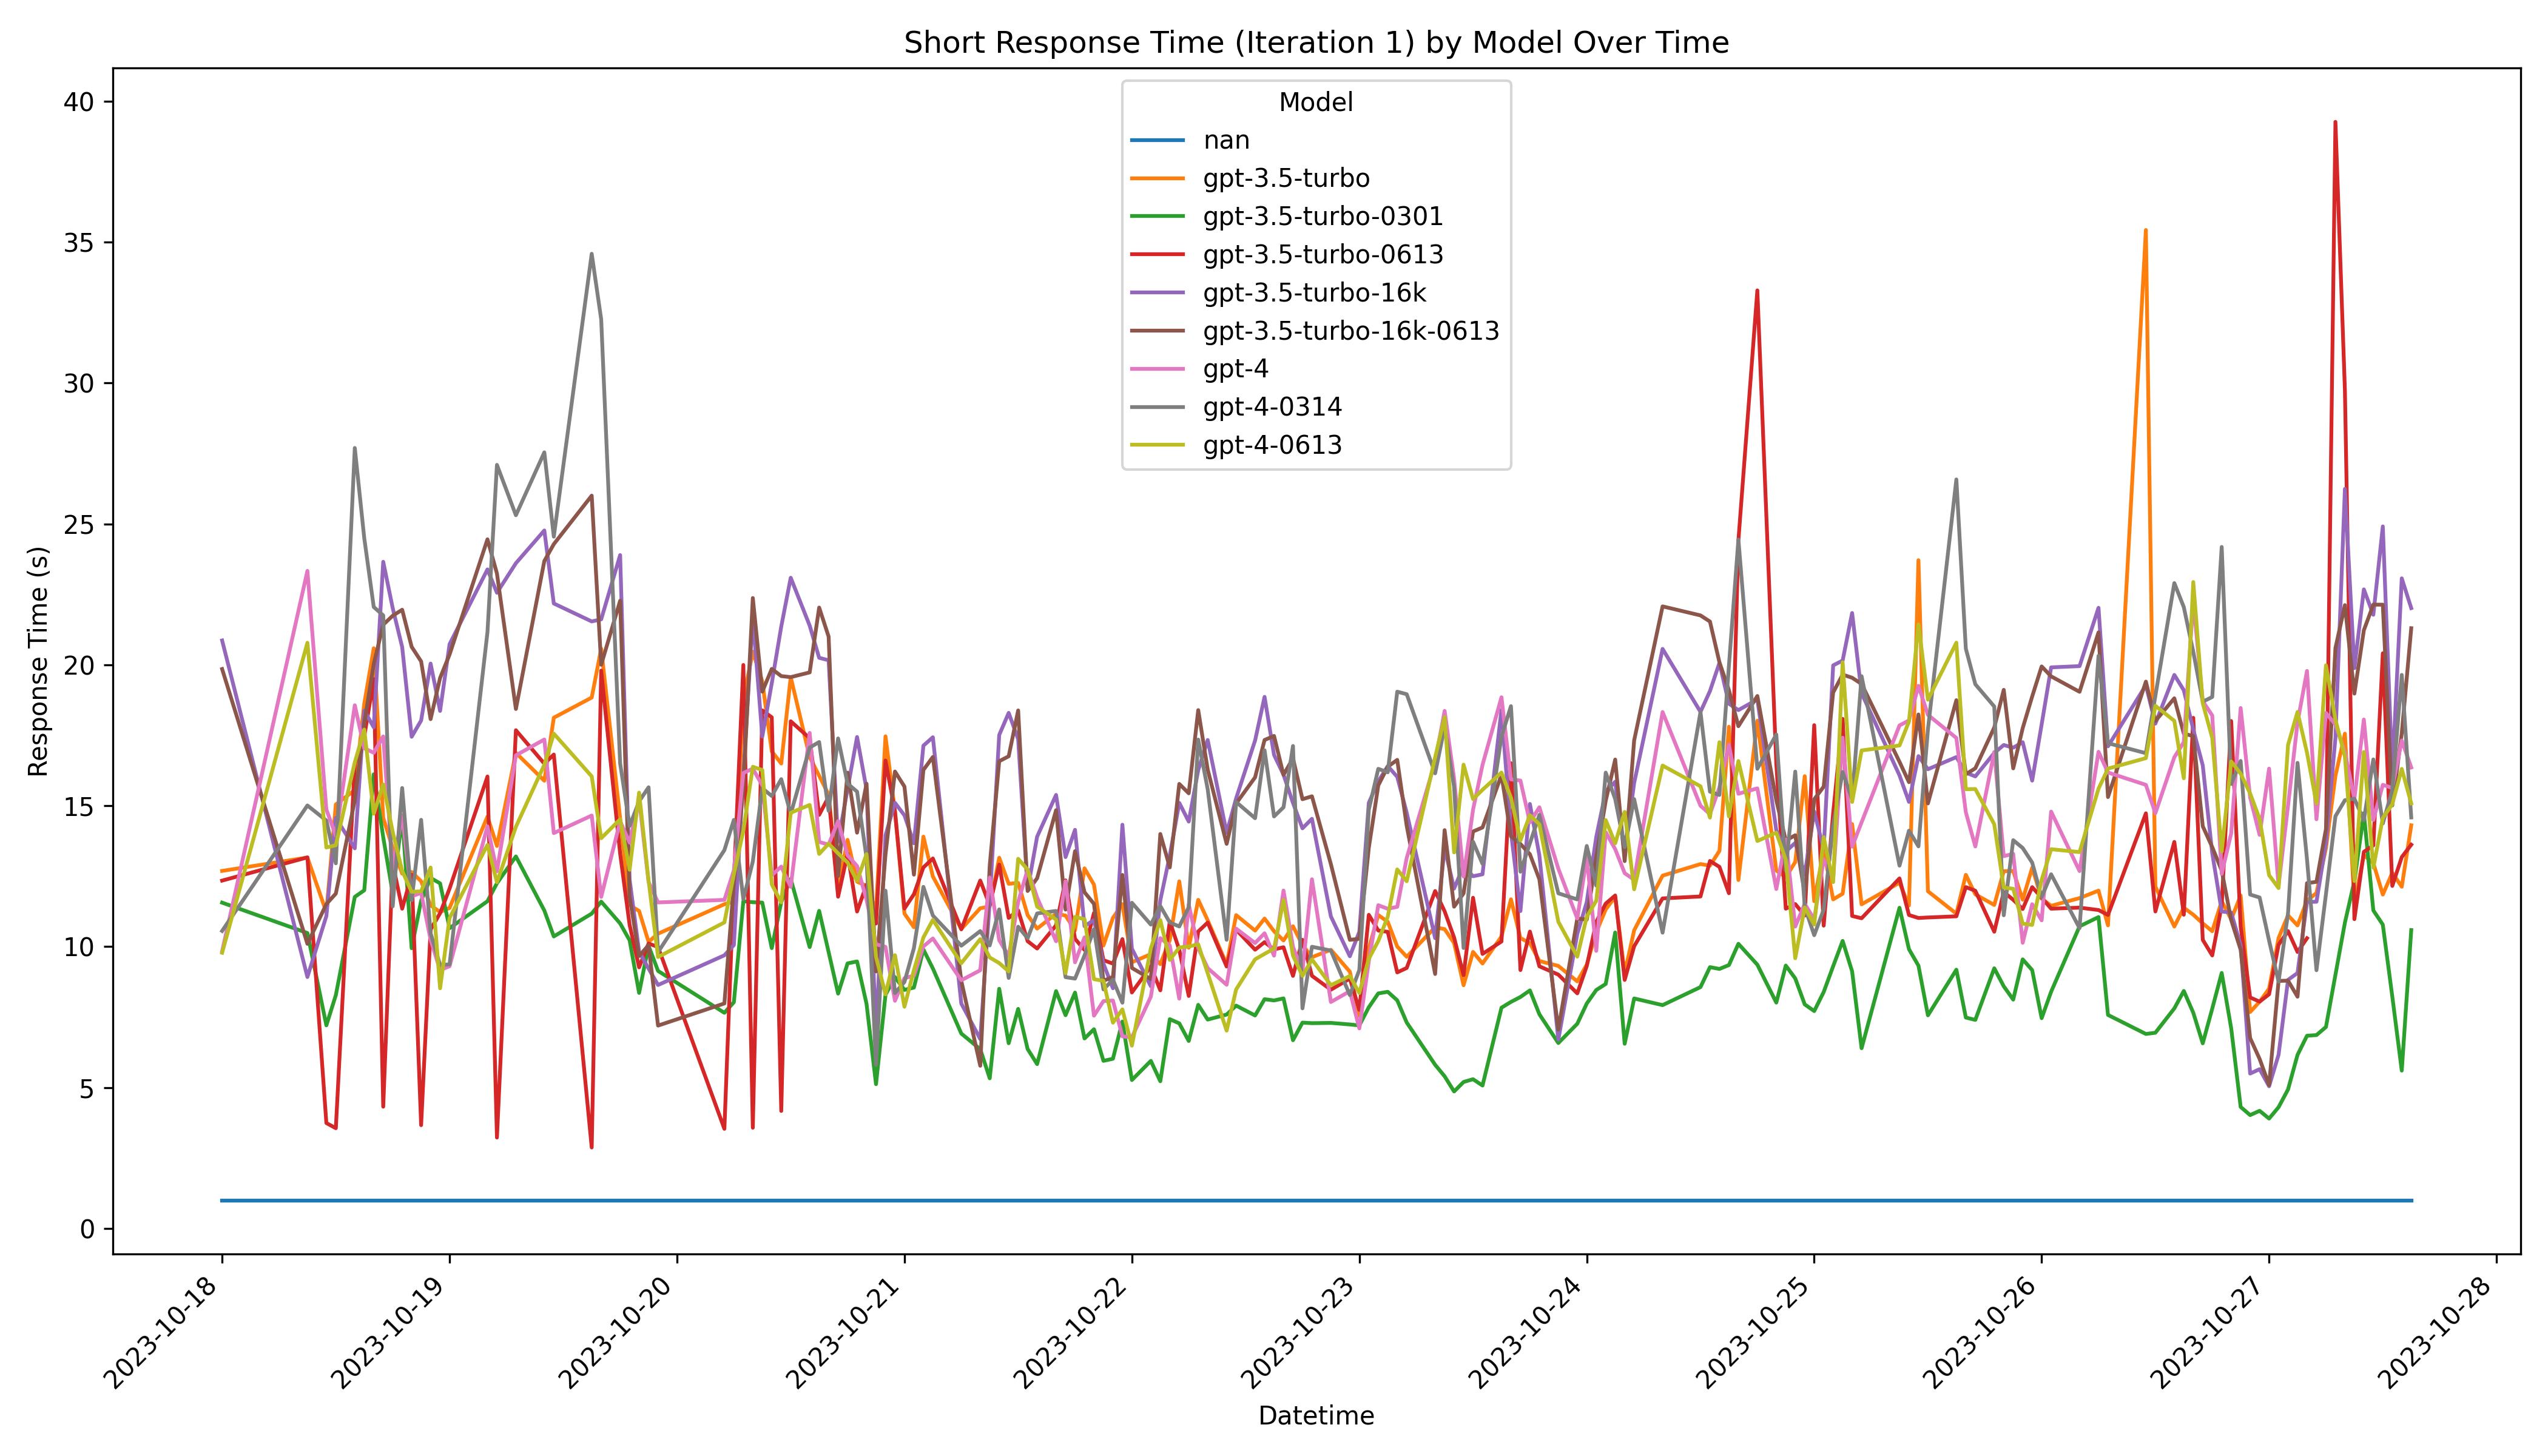 Short Response Time (Iteration 1) by Model Over Time
Model
nan
gpt-3.5-turbo
gpt-3.5-turbo-0301
gpt-3.5-turbo-0613
gpt-3.5-turbo-16k
gpt-3.5-turbo-16k-0613
gpt-4
gpt-4-0314
gpt-4-0613
Response Time (s)
40
35
30
25
20
15
10
5
0
2023-10-18
2023-10-19
2023-10-20
2023-10-21
2023-10-22
2023-10-23
2023-10-24
2023-10-25
2023-10-26
2023-10-27
2023-10-28
Datetime